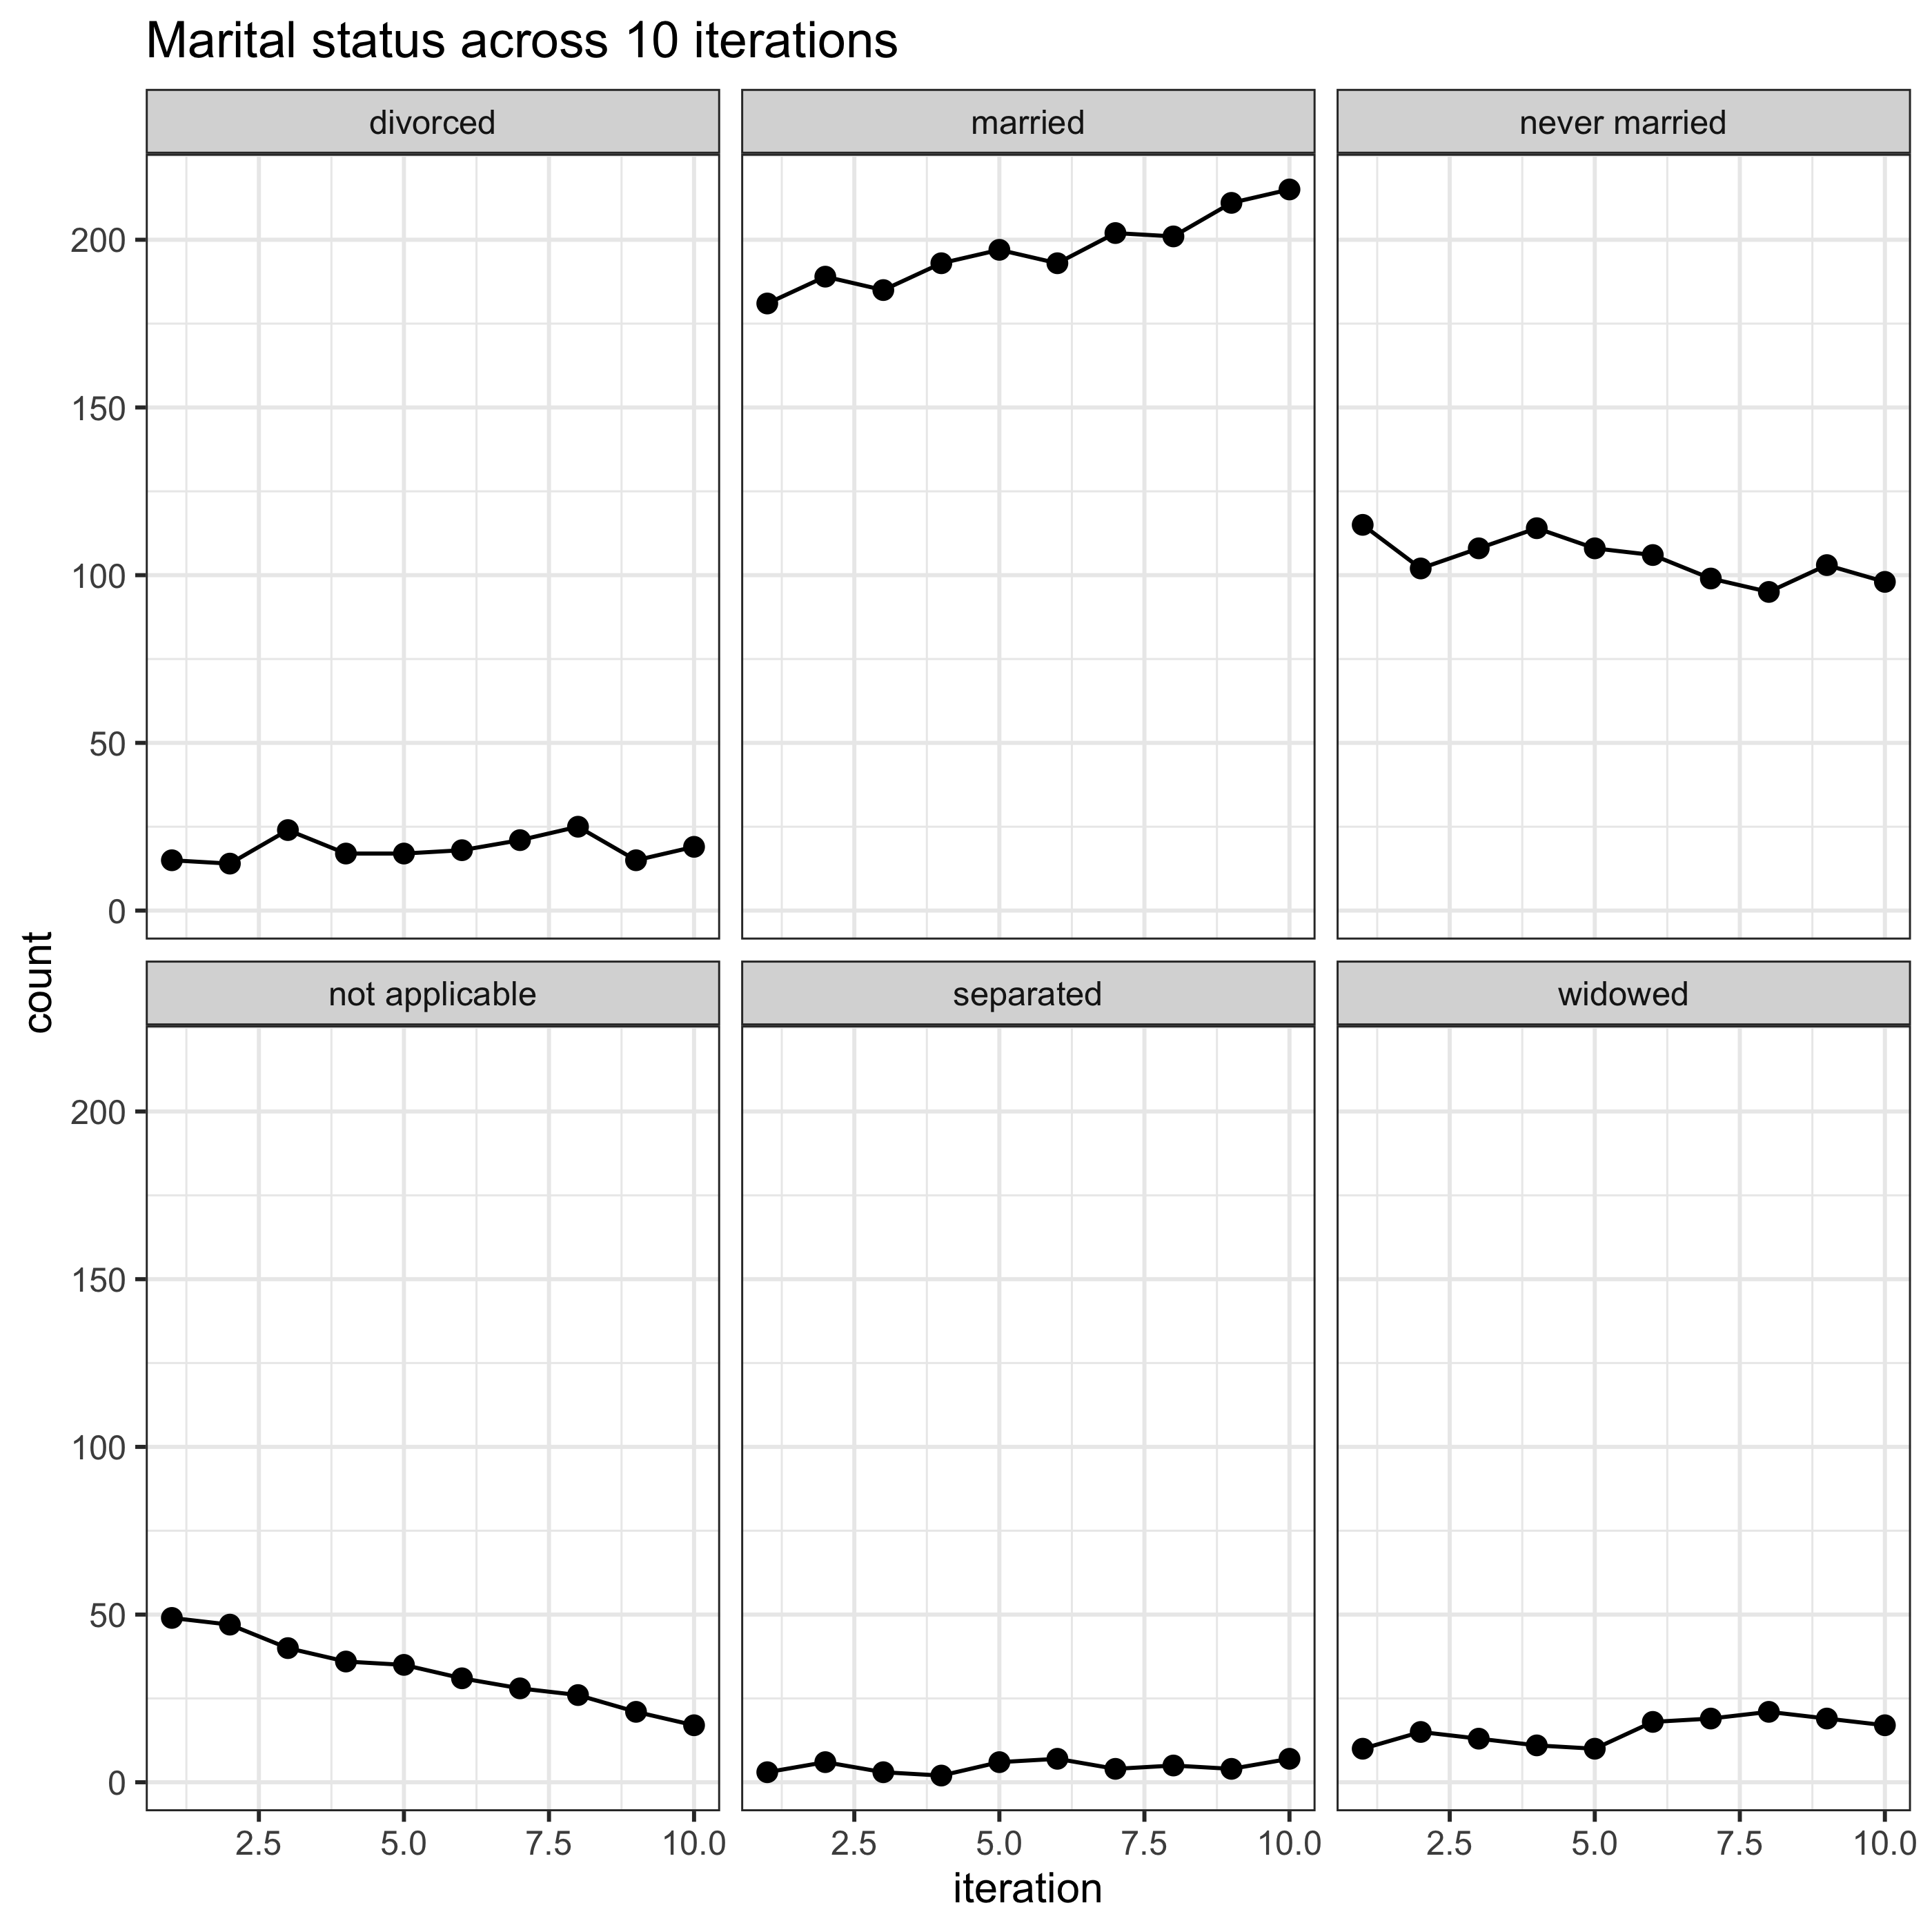 Marital status across 10 iterations
divorced
married
never married
200
150
100
50
0
not applicable
separated
widowed
200
150
100
50
0
2.5 5.0 7.5 10.0
2.5 5.0 7.5 10.0
2.5 5.0 7.5 10.0
count
iteration